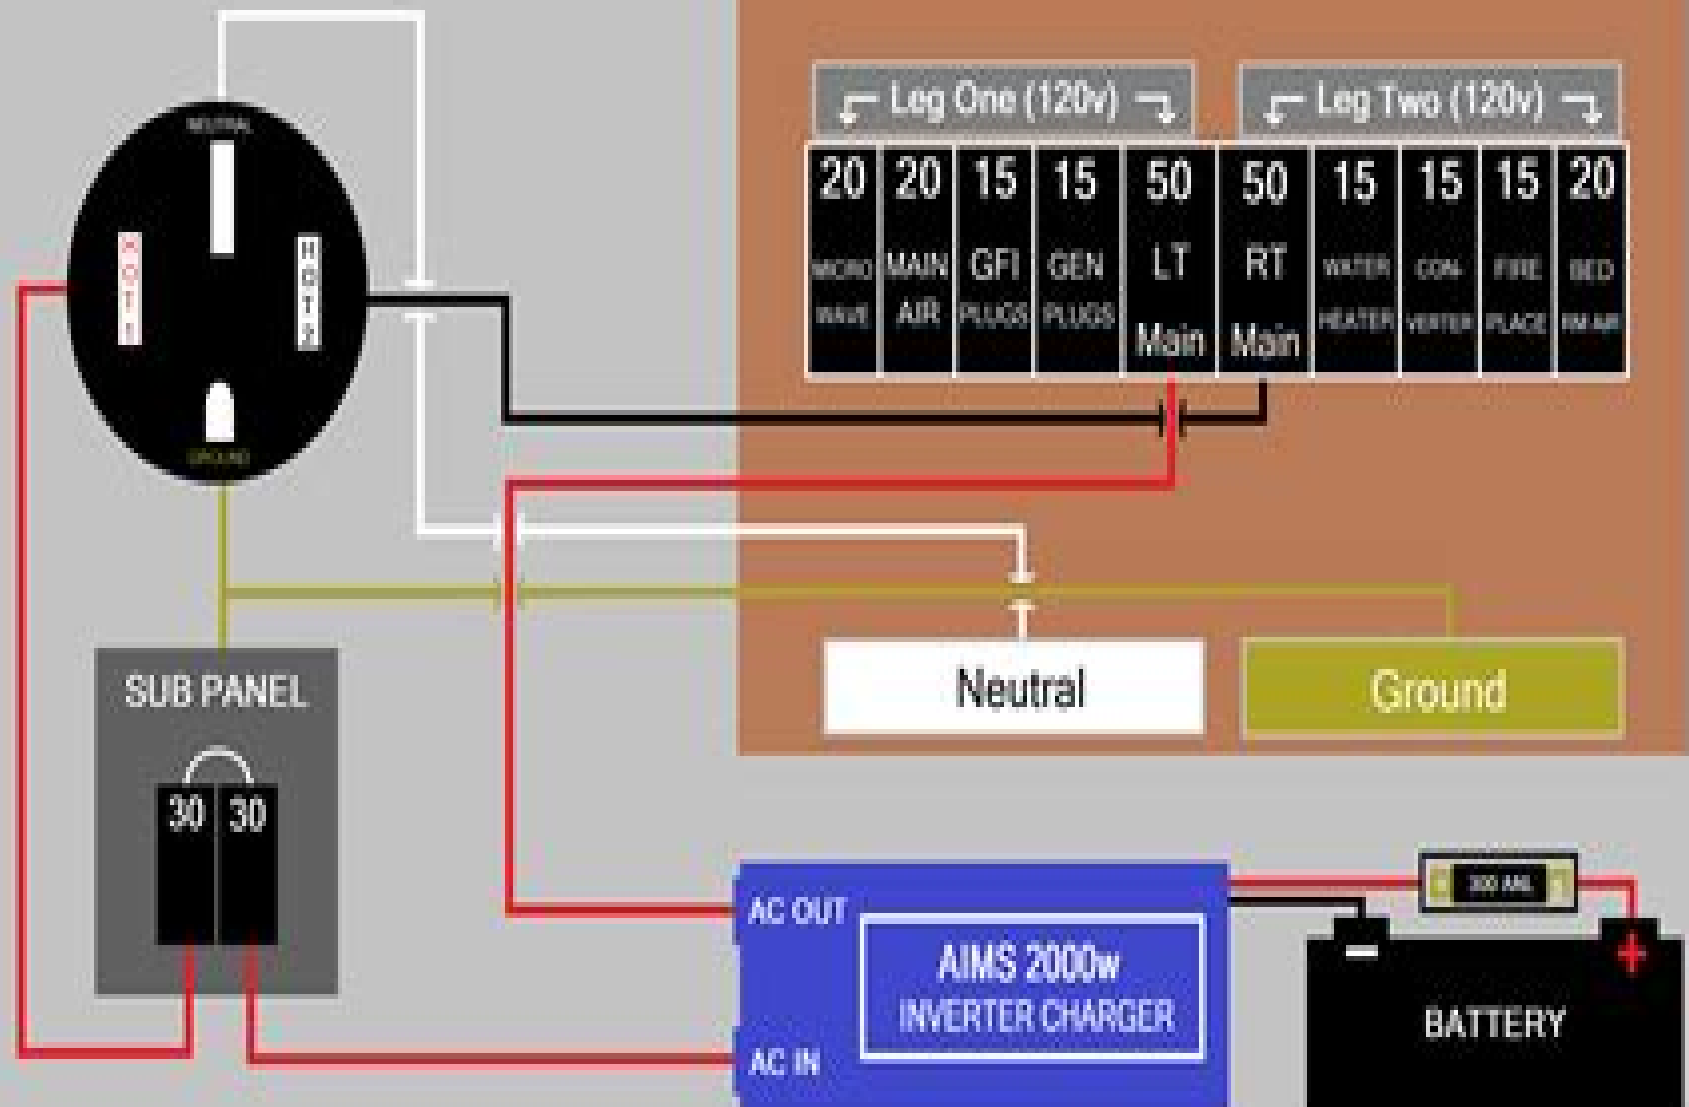 NEUTRAL
HOT 1
HOT 2
GROUND
Leg One (120v)
Leg Two (120v)
20 20 15 15 50 50 15 15 15 20
MICRO MAIN GFI GEN LT RT WATER CON- FIRE BED
WAVE AIR PLUGS PLUGS Main Main HEATER VERTER PLACE RM AIR
Neutral
Ground
SUB PANEL
30 30
AC OUT
AIMS 2000w
INVERTER CHARGER
AC IN
300 ANL
BATTERY